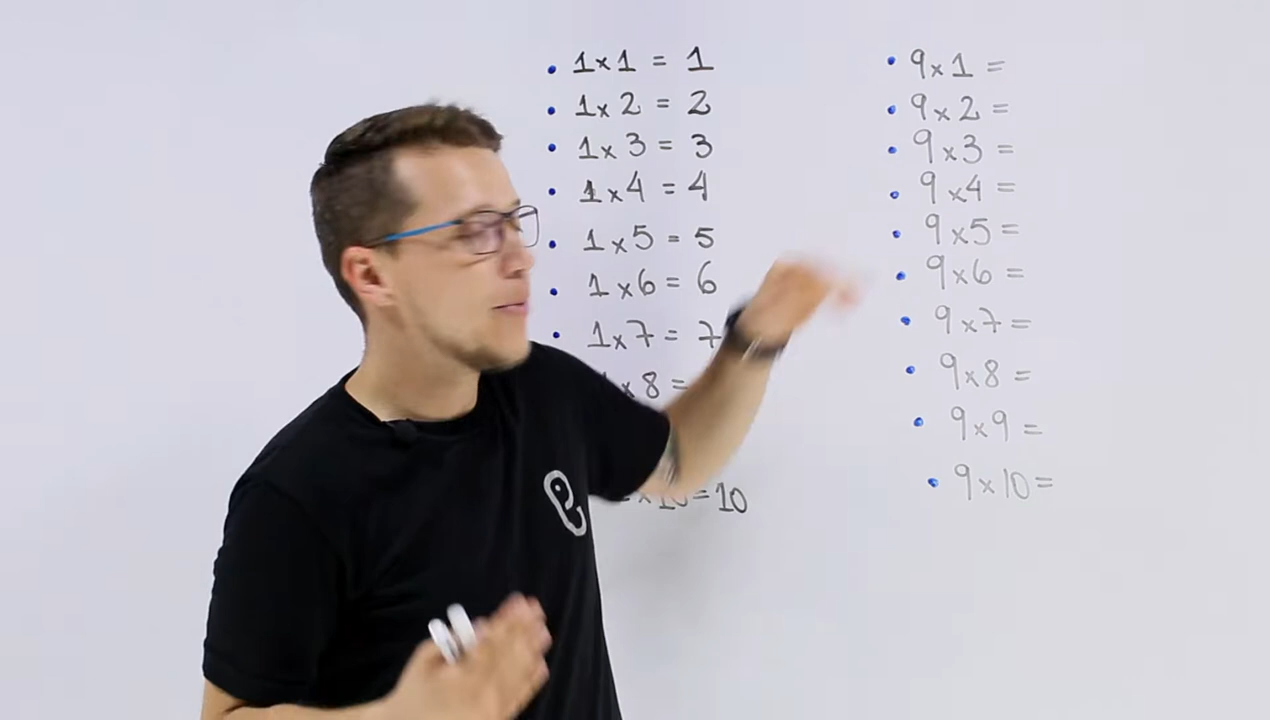 1x1 = 1
1x2 = 2
1x3 = 3
1x4 = 4
1x5 = 5
1x6 = 6
1x7 = 7
x8 =
x10=10
9x1 =
9x2 =
9x3 =
9x4 =
9x5 =
9x6 =
9x7 =
9x8 =
9x9 =
9x10=